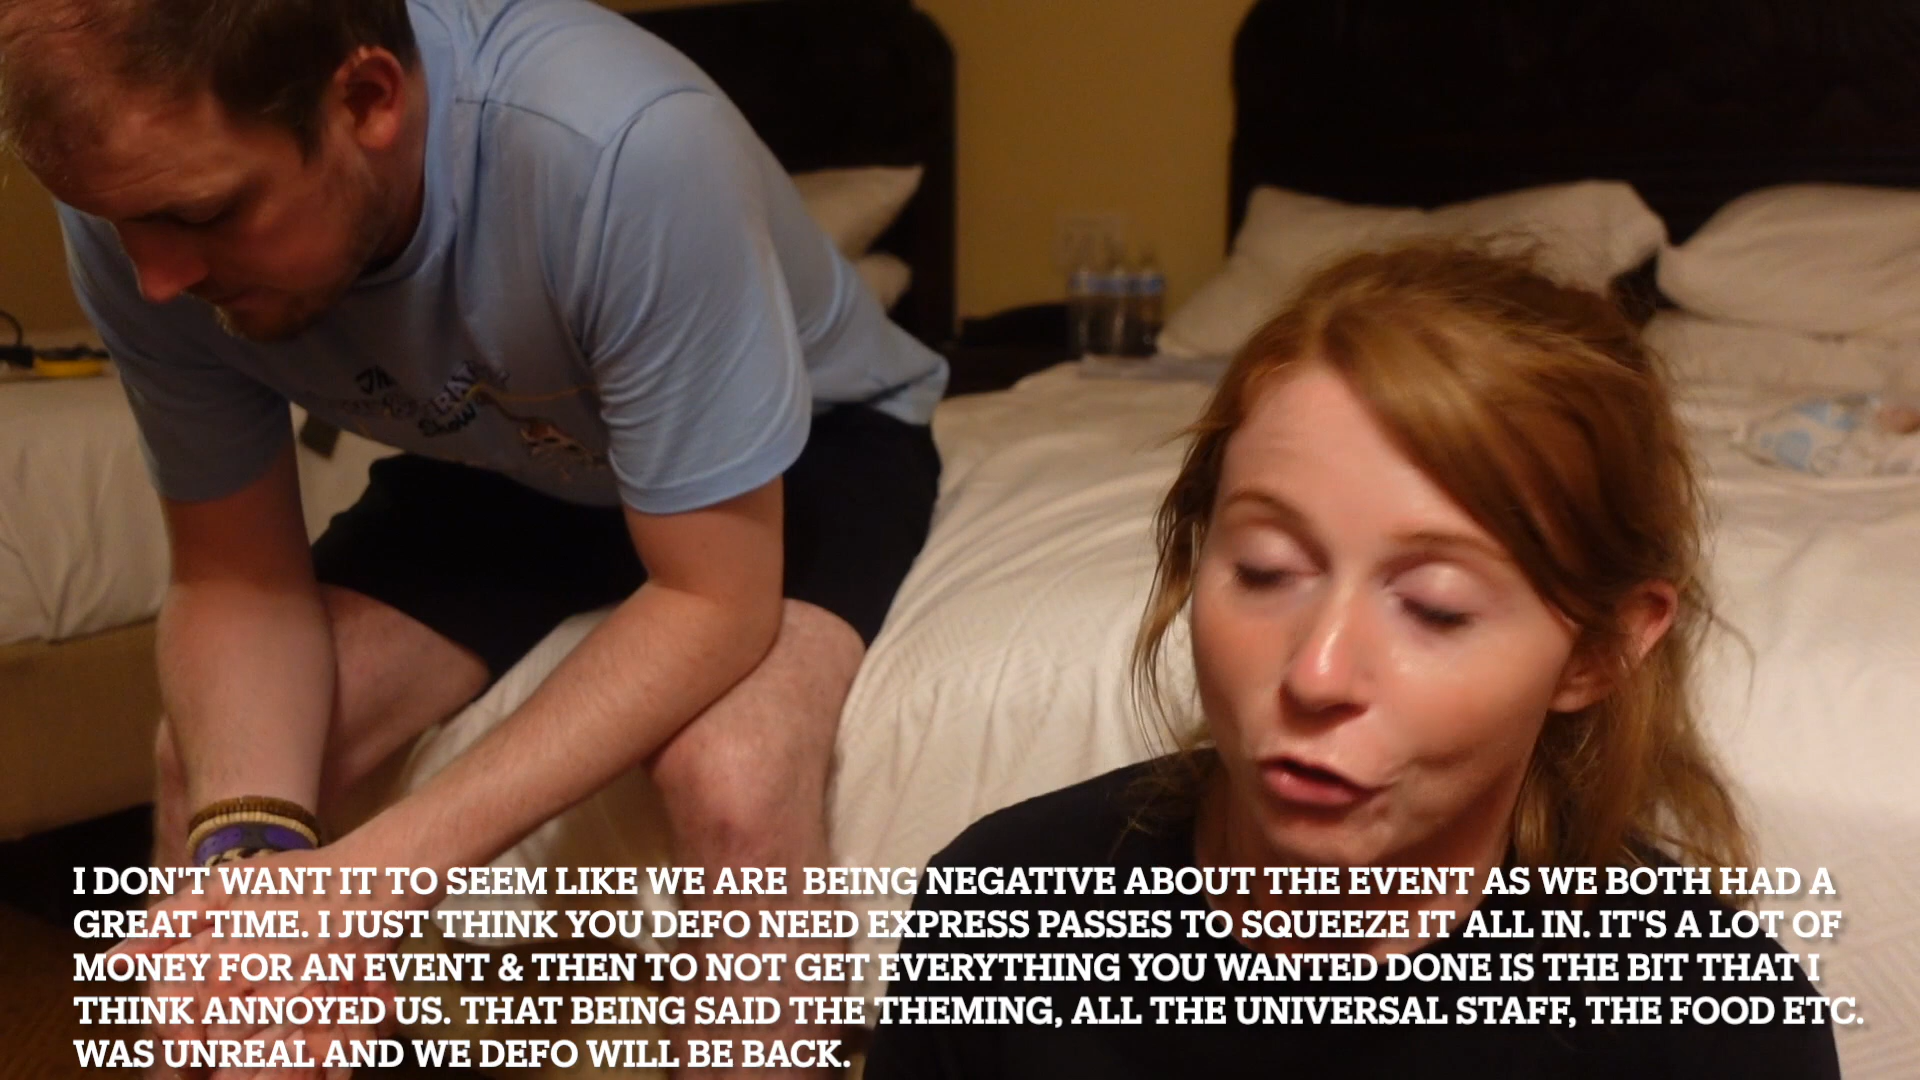 The
Show
I DON'T WANT IT TO SEEM LIKE WE ARE  BEING NEGATIVE ABOUT THE EVENT AS WE BOTH HAD A
GREAT TIME. I JUST THINK YOU DEFO NEED EXPRESS PASSES TO SQUEEZE IT ALL IN. IT'S A LOT OF
MONEY FOR AN EVENT & THEN TO NOT GET EVERYTHING YOU WANTED DONE IS THE BIT THAT I
THINK ANNOYED US. THAT BEING SAID THE THEMING, ALL THE UNIVERSAL STAFF, THE FOOD ETC.
WAS UNREAL AND WE DEFO WILL BE BACK.